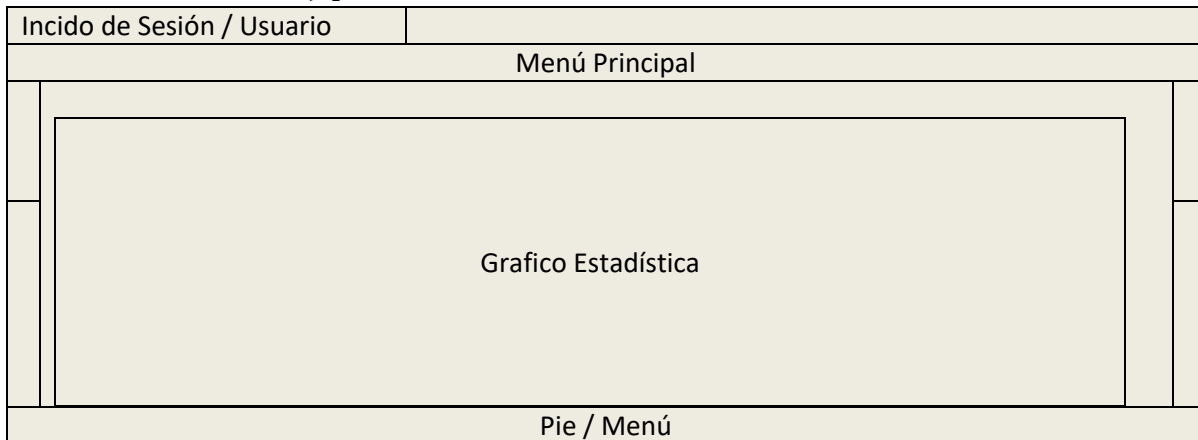 Incido de Sesión / Usuario
Menú Principal
Grafico Estadística
Pie / Menú